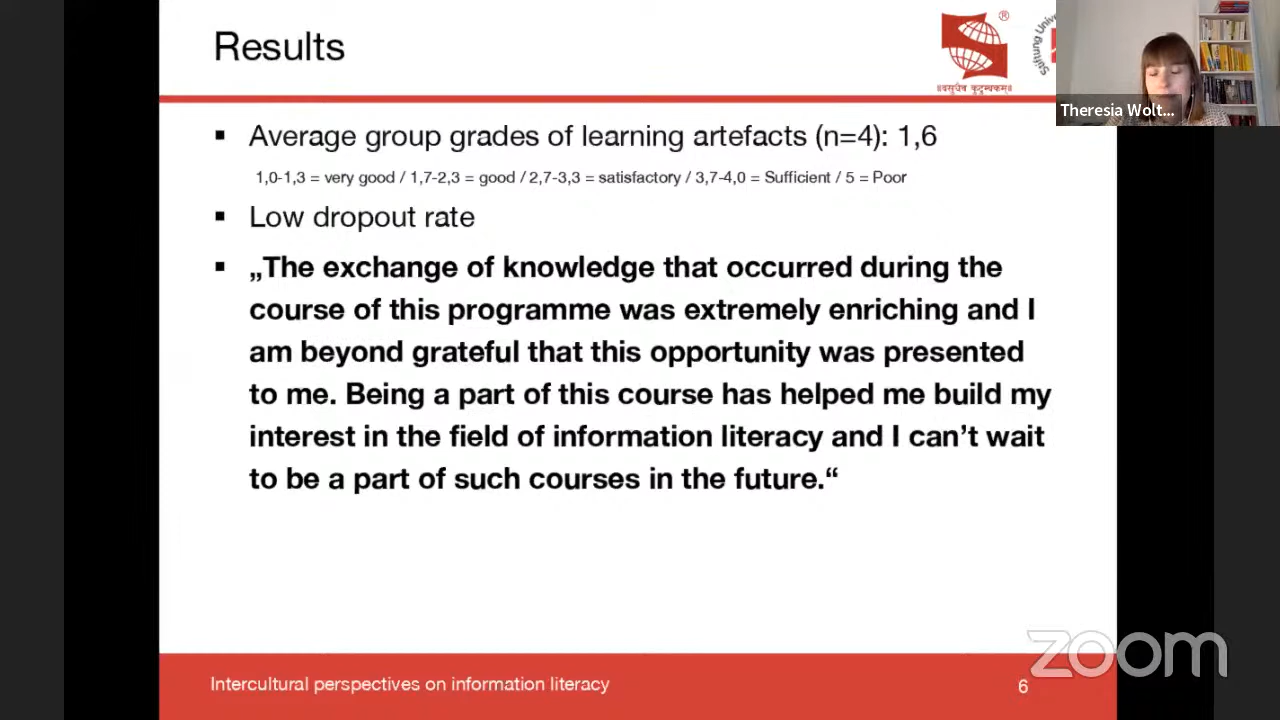 Results
®
॥वसुधैव कुटुम्बकम्॥
Stiftung Univ
Theresia Wolt...
▪ Average group grades of learning artefacts (n=4): 1,6
1,0-1,3 = very good / 1,7-2,3 = good / 2,7-3,3 = satisfactory / 3,7-4,0 = Sufficient / 5 = Poor
▪ Low dropout rate
▪ „The exchange of knowledge that occurred during the
course of this programme was extremely enriching and I
am beyond grateful that this opportunity was presented
to me. Being a part of this course has helped me build my
interest in the field of information literacy and I can’t wait
to be a part of such courses in the future.“
zoom
Intercultural perspectives on information literacy
6